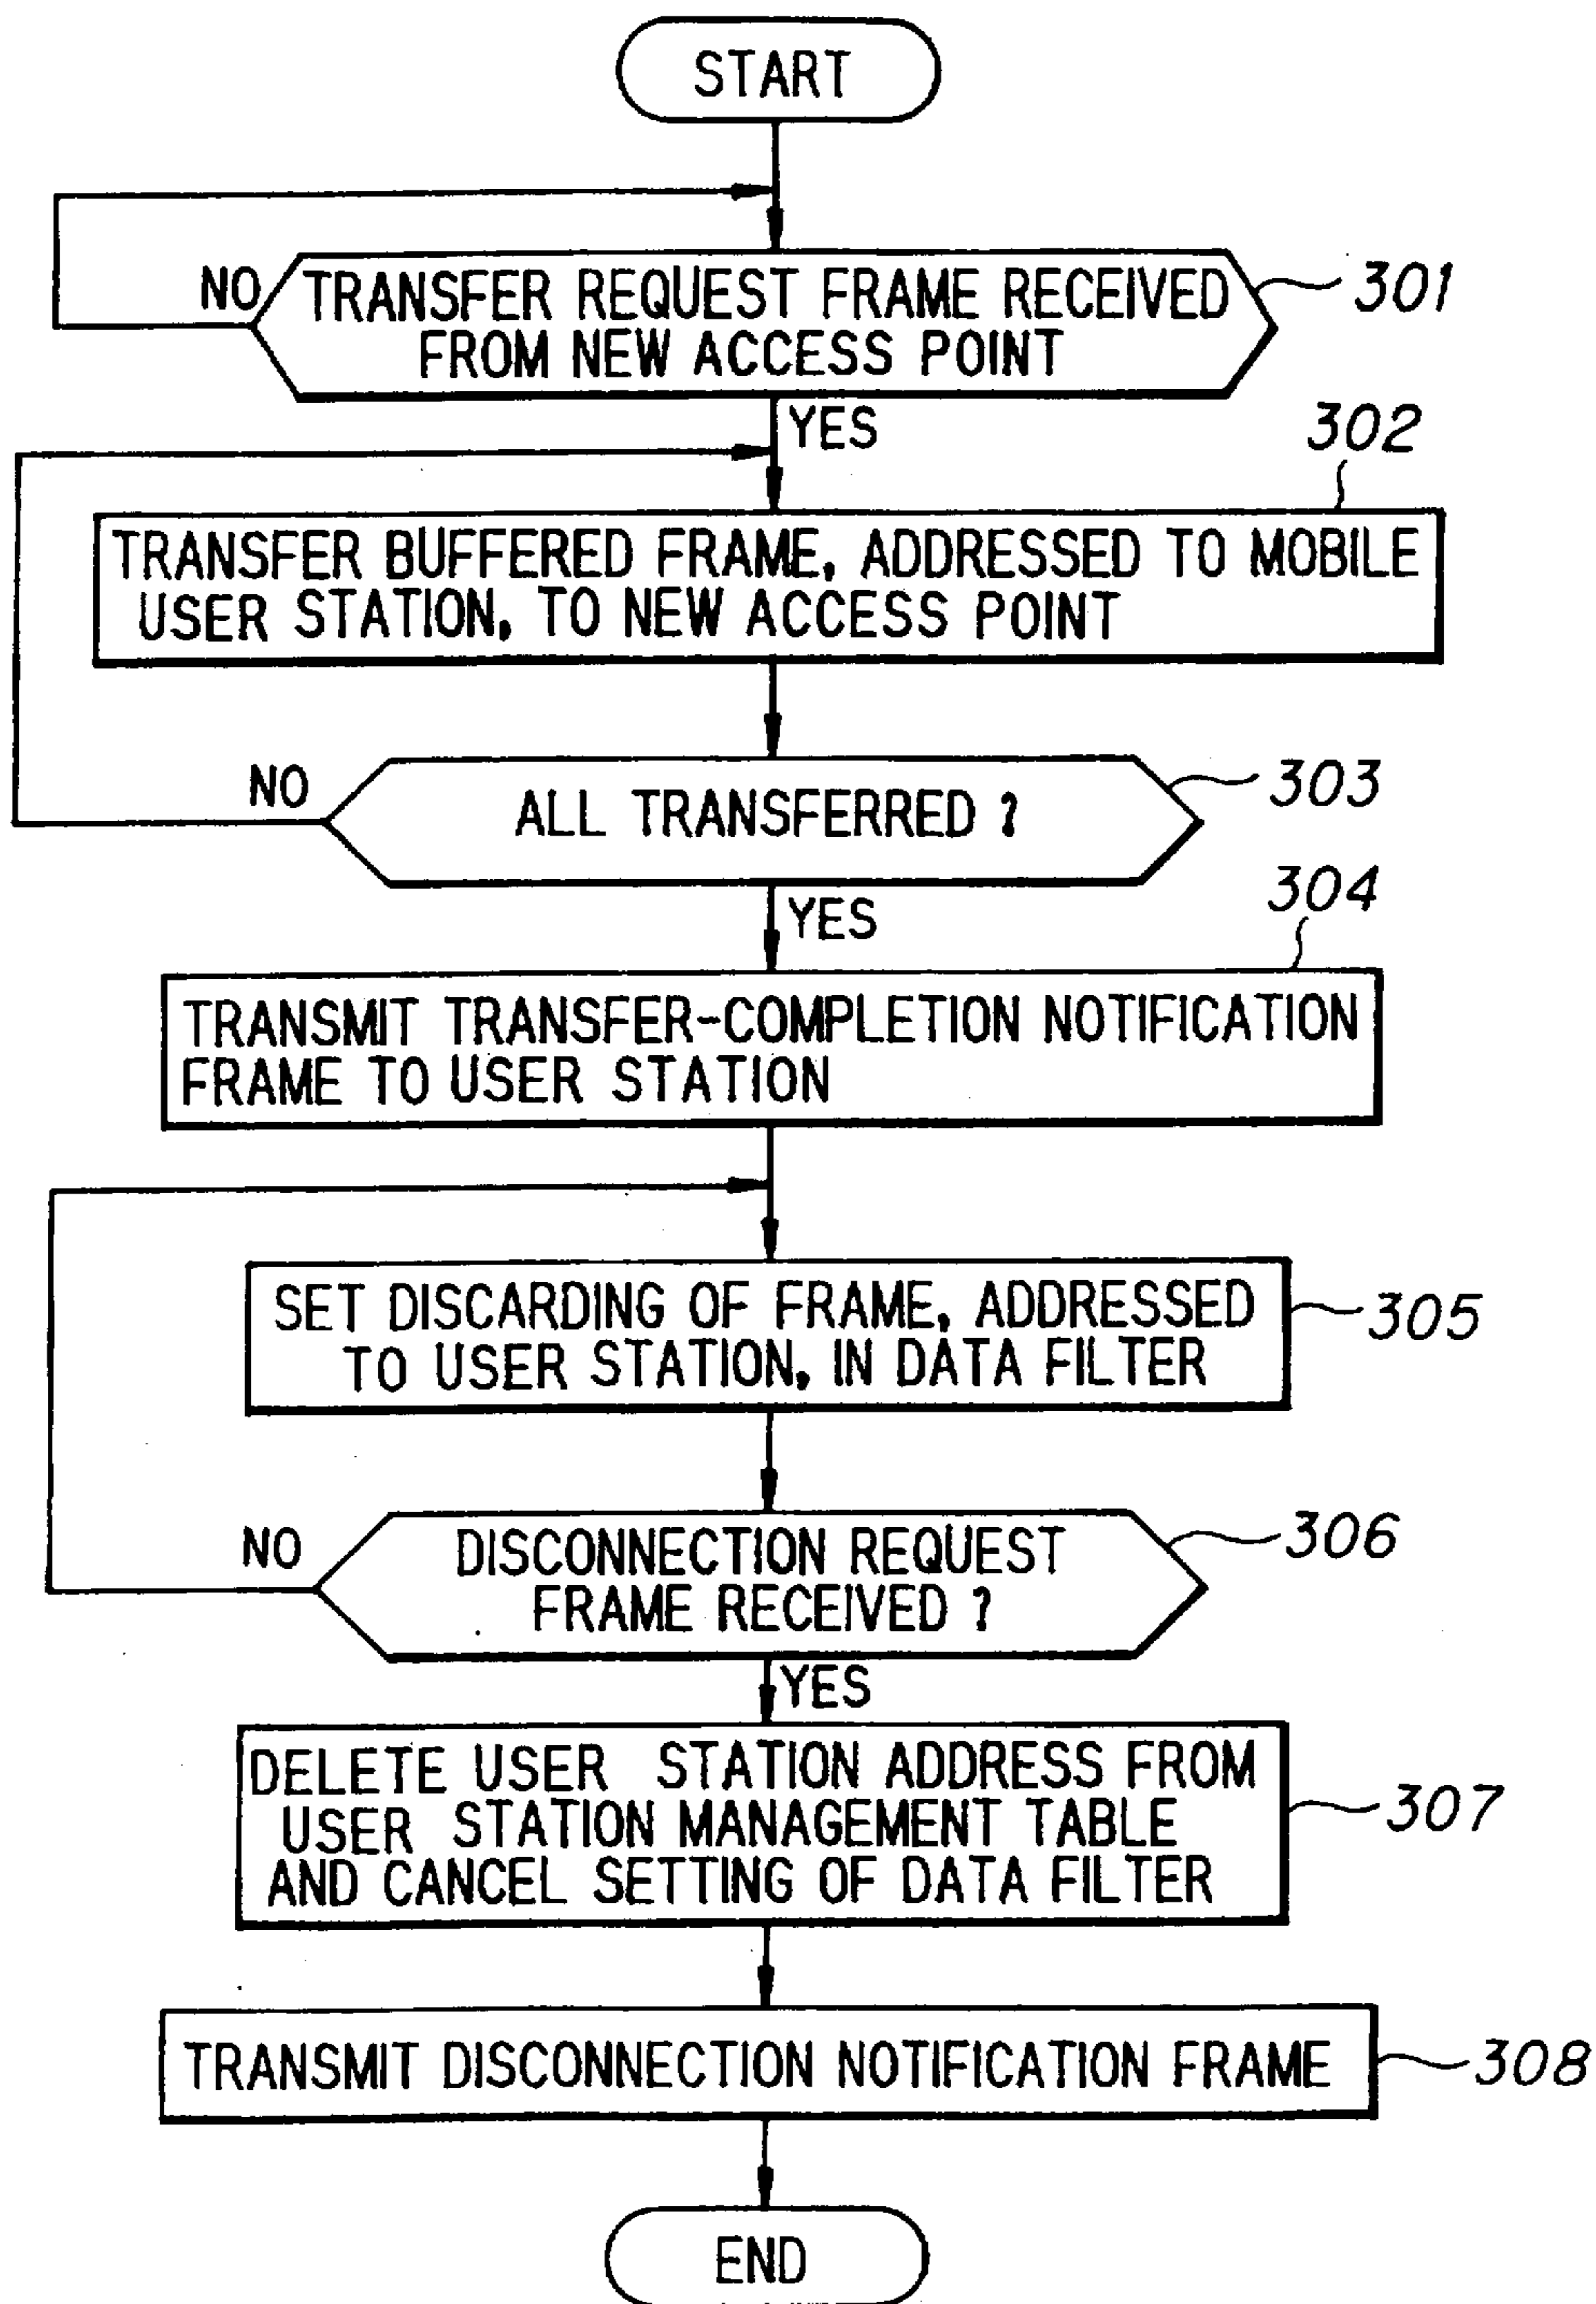 START
NO
TRANSFER REQUEST FRAME RECEIVED
FROM NEW ACCESS POINT
301
YES
302
TRANSFER BUFFERED FRAME, ADDRESSED TO MOBILE
USER STATION, TO NEW ACCESS POINT
NO
ALL TRANSFERRED ?
303
YES
304
TRANSMIT TRANSFER-COMPLETION NOTIFICATION
FRAME TO USER STATION
SET DISCARDING OF FRAME, ADDRESSED
TO USER STATION, IN DATA FILTER
305
NO
DISCONNECTION REQUEST
FRAME RECEIVED ?
306
YES
DELETE USER STATION ADDRESS FROM
USER STATION MANAGEMENT TABLE
AND CANCEL SETTING OF DATA FILTER
307
TRANSMIT DISCONNECTION NOTIFICATION FRAME
308
END